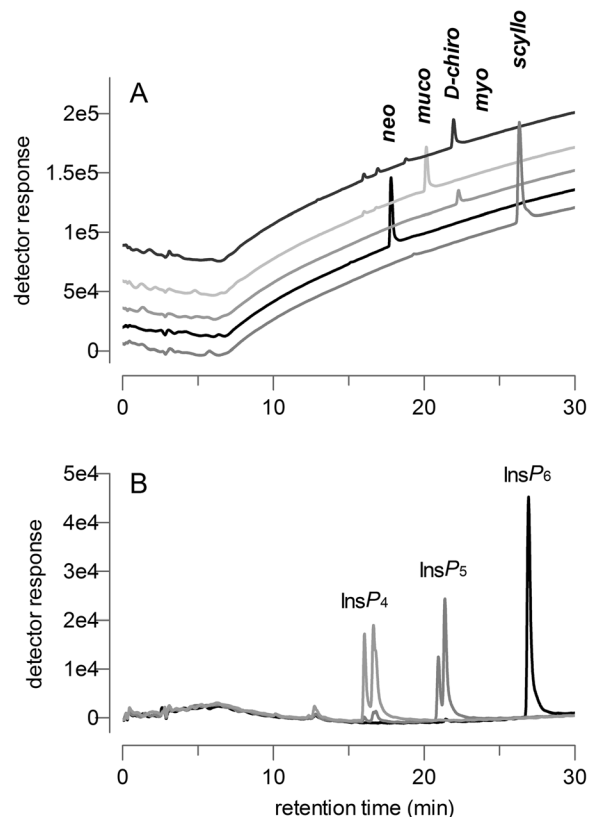 A
neo
muco
D-chiro
myo
scyllo
detector response
2e5
1.5e5
1e5
5e4
0
0
10
20
30
B
InsP4
InsP5
InsP6
detector response
5e4
4e4
3e4
2e4
1e4
0
0
10
20
30
retention time (min)